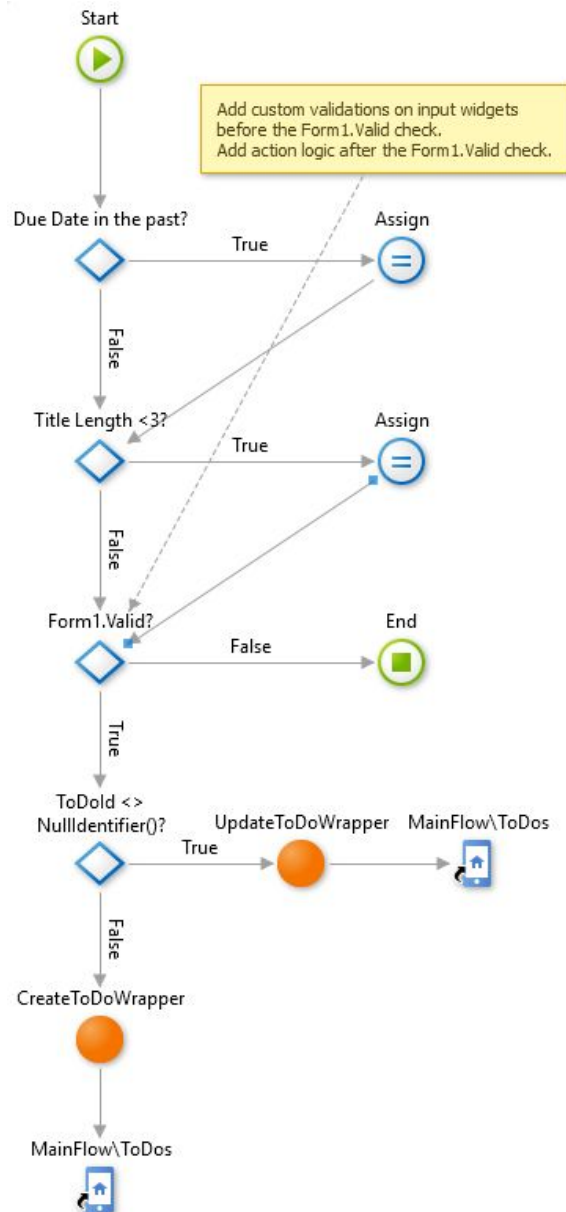 Start
Add custom validations on input widgets
before the Form1.Valid check.
Add action logic after the Form1.Valid check.
Due Date in the past?
True
Assign
False
Title Length <3?
True
Assign
False
Form1.Valid?
False
End
True
ToDoId <>
NullIdentifier()?
True
UpdateToDoWrapper
MainFlow\ToDos
False
CreateToDoWrapper
MainFlow\ToDos